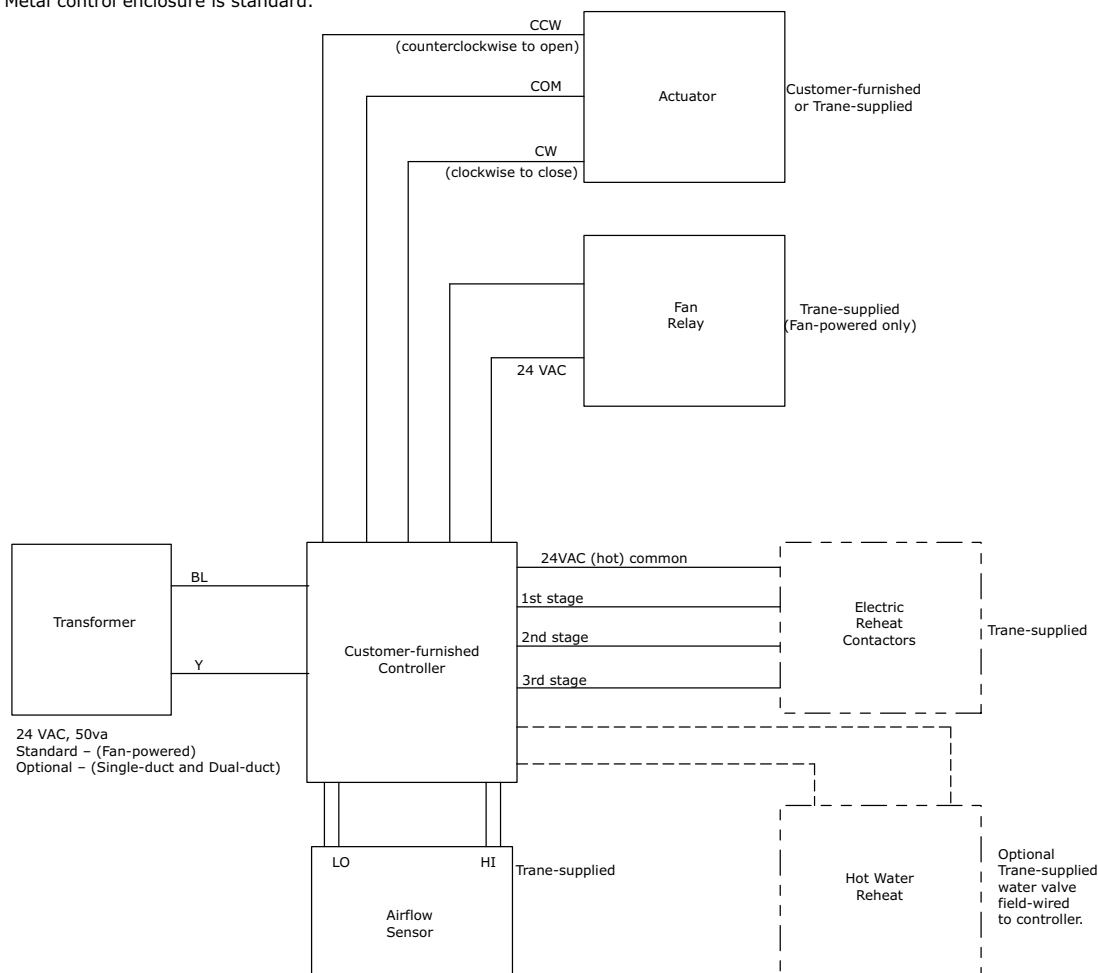 Metal control enclosure is standard.
CCW
(counterclockwise to open)
COM
CW
(clockwise to close)
Actuator
Customer-furnished
or Trane-supplied
Fan
Relay
24 VAC
Trane-supplied
(Fan-powered only)
Transformer
BL
Y
24 VAC, 50va
Standard – (Fan-powered)
Optional – (Single-duct and Dual-duct)
Customer-furnished
Controller
24VAC (hot) common
1st stage
2nd stage
3rd stage
Electric
Reheat
Contactors
Trane-supplied
LO
HI
Airflow
Sensor
Trane-supplied
Hot Water
Reheat
Optional
Trane-supplied
water valve
field-wired
to controller.